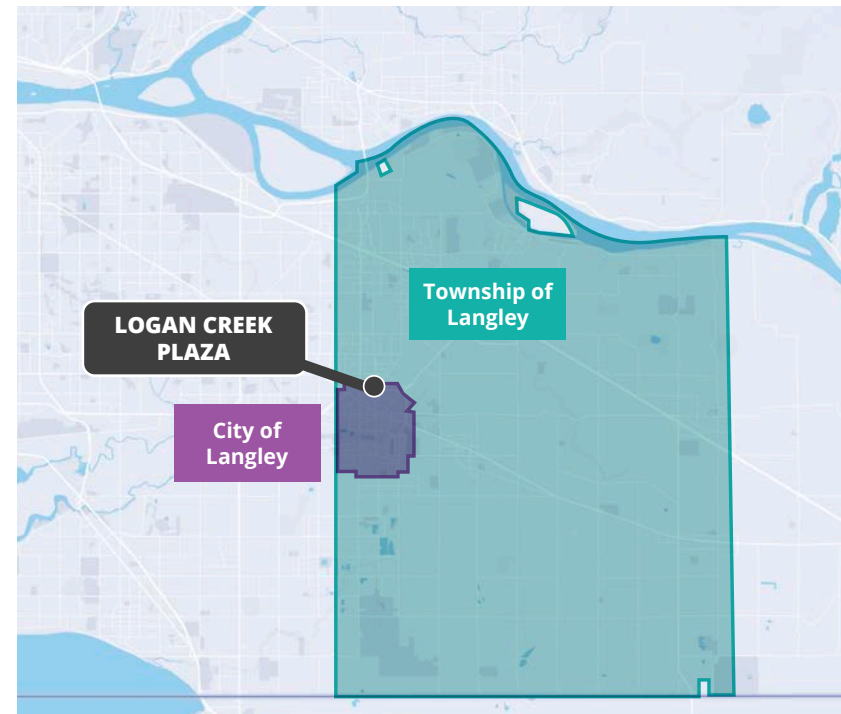 Township of
Langley
LOGAN CREEK
PLAZA
City of
Langley